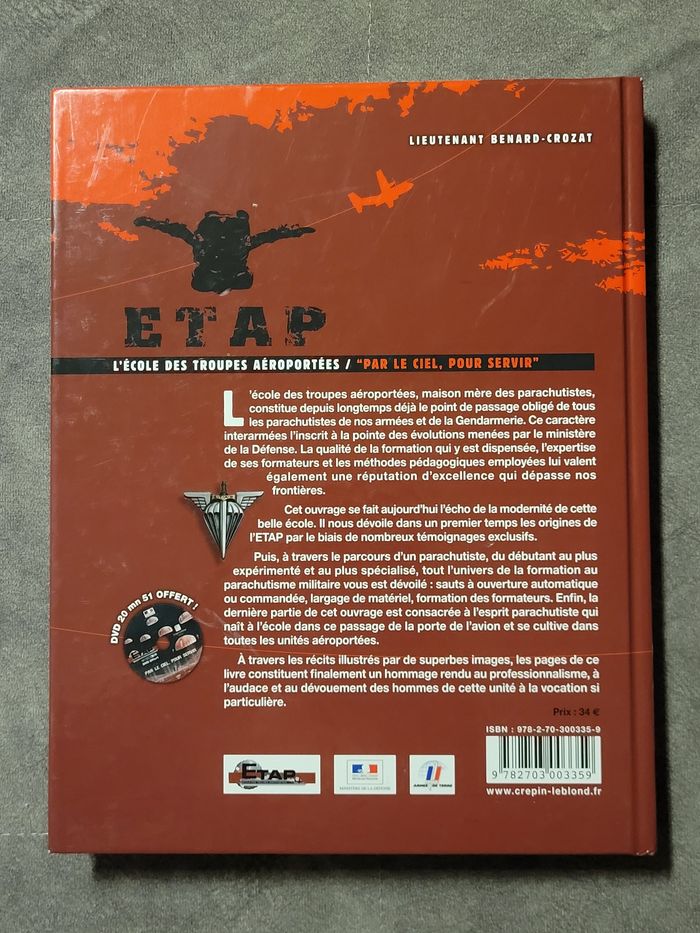 LIEUTENANT BENARD-CROZAT
ETAP
L'ÉCOLE DES TROUPES AÉROPORTÉES / "PAR LE CIEL, POUR SERVIR"
L'école des troupes aéroportées, maison mère des parachutistes,
constitue depuis longtemps déjà le point de passage obligé de tous
les parachutistes de nos armées et de la Gendarmerie. Ce caractère
interarmées l'inscrit à la pointe des évolutions menées par le ministère
de la Défense. La qualité de la formation qui y est dispensée, l'expertise
de ses formateurs et les méthodes pédagogiques employées lui valent
également une réputation d'excellence qui dépasse nos
frontières.
Cet ouvrage se fait aujourd'hui l'écho de la modernité de cette
belle école. Il nous dévoile dans un premier temps les origines de
l'ETAP par le biais de nombreux témoignages exclusifs.
Puis, à travers le parcours d'un parachutiste, du débutant au plus
expérimenté et au plus spécialisé, tout l'univers de la formation au
parachutisme militaire vous est dévoilé : sauts à ouverture automatique
ou commandée, largage de matériel, formation des formateurs. Enfin, la
dernière partie de cet ouvrage est consacrée à l'esprit parachutiste qui
naît à l'école dans ce passage de la porte de l'avion et se cultive dans
toutes les unités aéroportées.
À travers les récits illustrés par de superbes images, les pages de ce
livre constituent finalement un hommage rendu au professionnalisme, à
l'audace et au dévouement des hommes de cette unité à la vocation si
particulière.
DVD 20 mn 51 OFFERT !
PAR LE CIEL, POUR SERVIR
Prix : 34 €
ISBN : 978-2-70-300335-9
9 782703 003359
www.crepin-leblond.fr
ETAP
MINISTÈRE DE LA DÉFENSE
ARMÉE DE TERRE